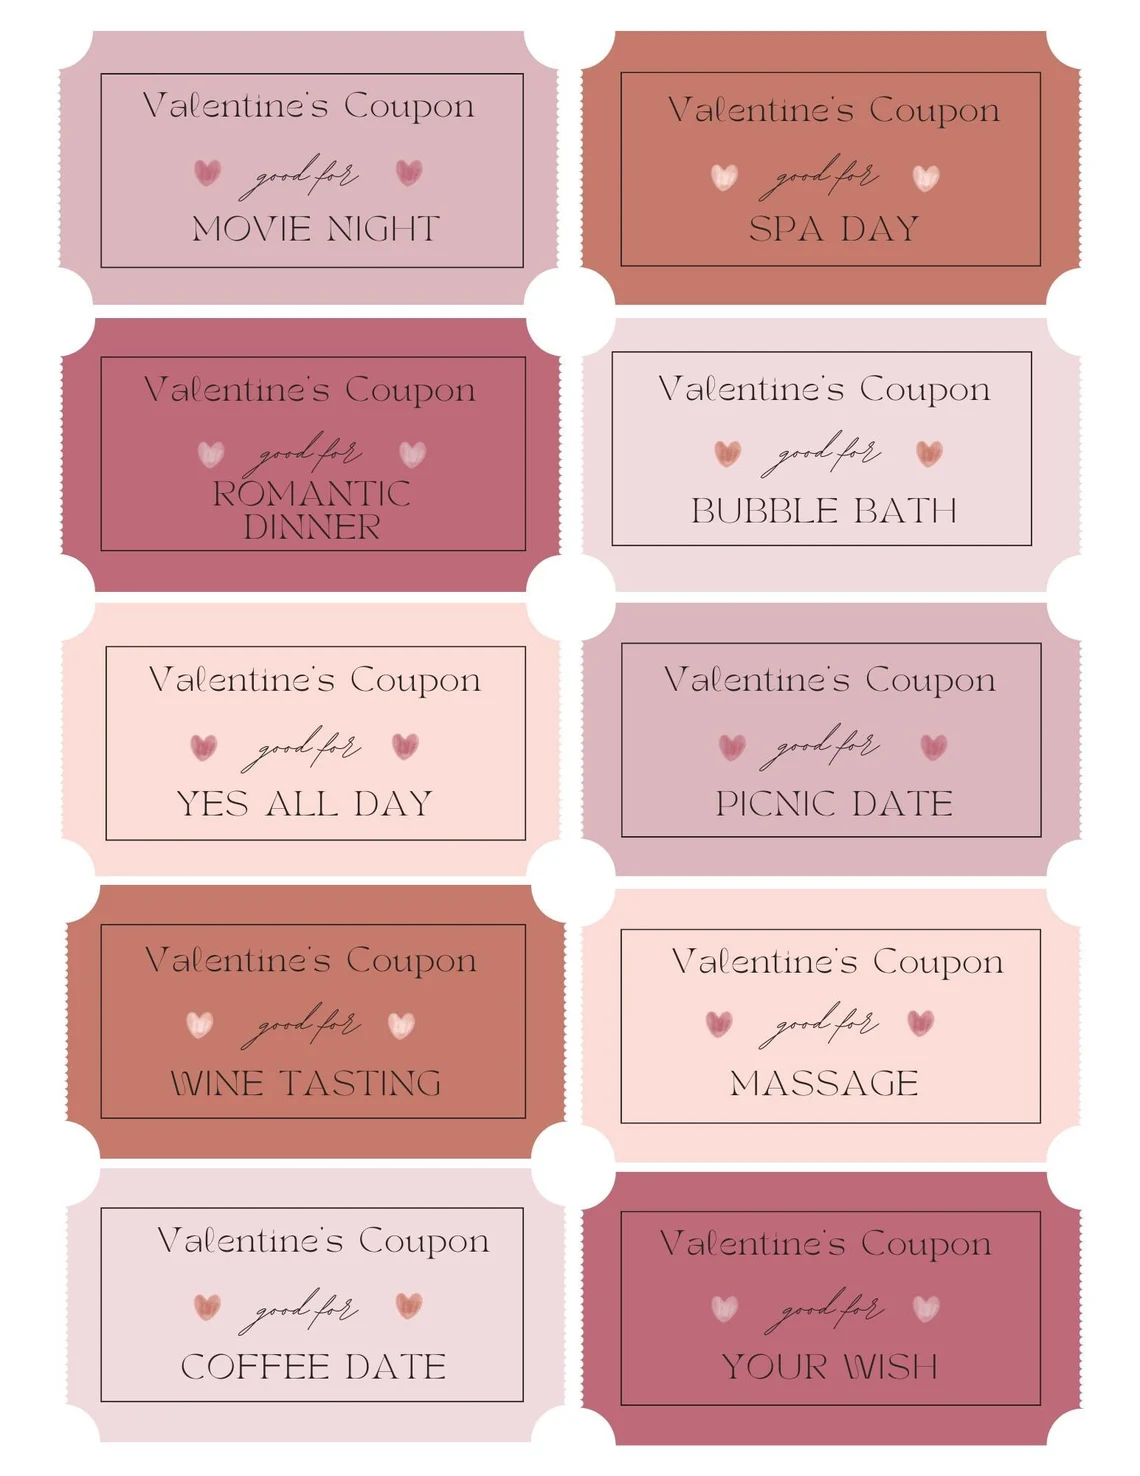 Valentine's Coupon
good for
MOVIE NIGHT
Valentine's Coupon
good for
SPA DAY
Valentine's Coupon
good for
ROMANTIC
DINNER
Valentine's Coupon
good for
BUBBLE BATH
Valentine's Coupon
good for
YES ALL DAY
Valentine's Coupon
good for
PICNIC DATE
Valentine's Coupon
good for
WINE TASTING
Valentine's Coupon
good for
MASSAGE
Valentine's Coupon
good for
COFFEE DATE
Valentine's Coupon
good for
YOUR WISH